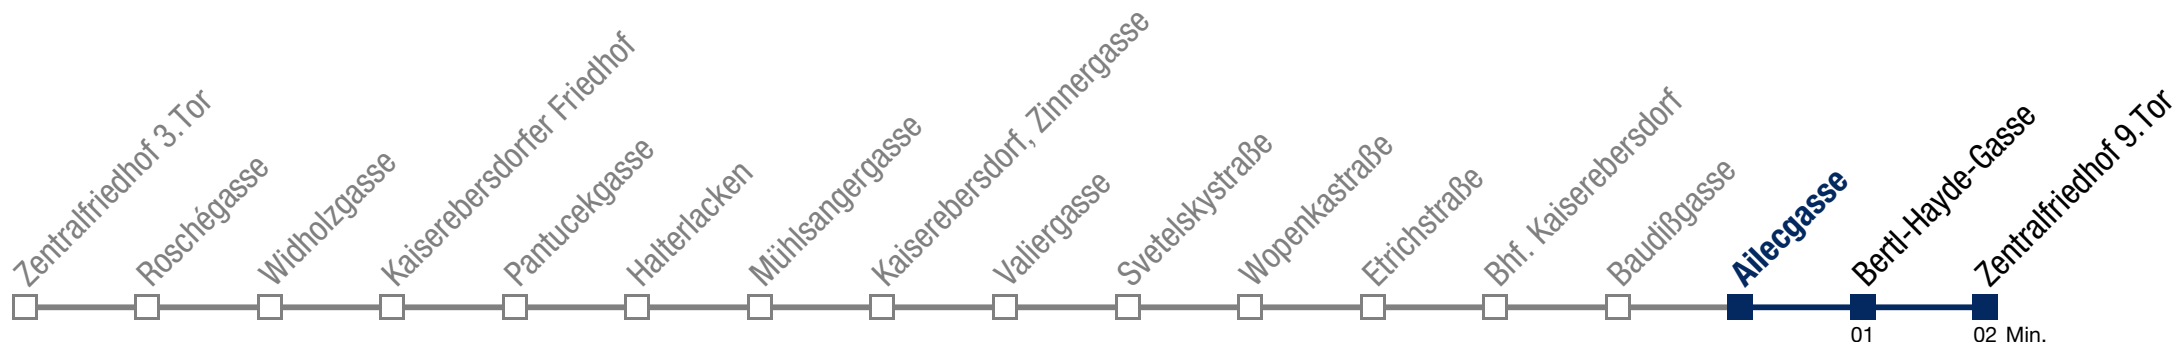 Zentralfriedhof 3.Tor
Roschégasse
Widholzgasse
Kaiserebersdorfer Friedhof
Pantucekgasse
Halterlacken
Mühlsangergasse
Kaiserebersdorf, Zinnergasse
Valiergasse
Svetelskystraße
Wopenkastraße
Etrichstraße
Bhf. Kaiserebersdorf
Baudißgasse
Ailecgasse
Bertl-Hayde-Gasse
Zentralfriedhof 9.Tor
01
02 Min.